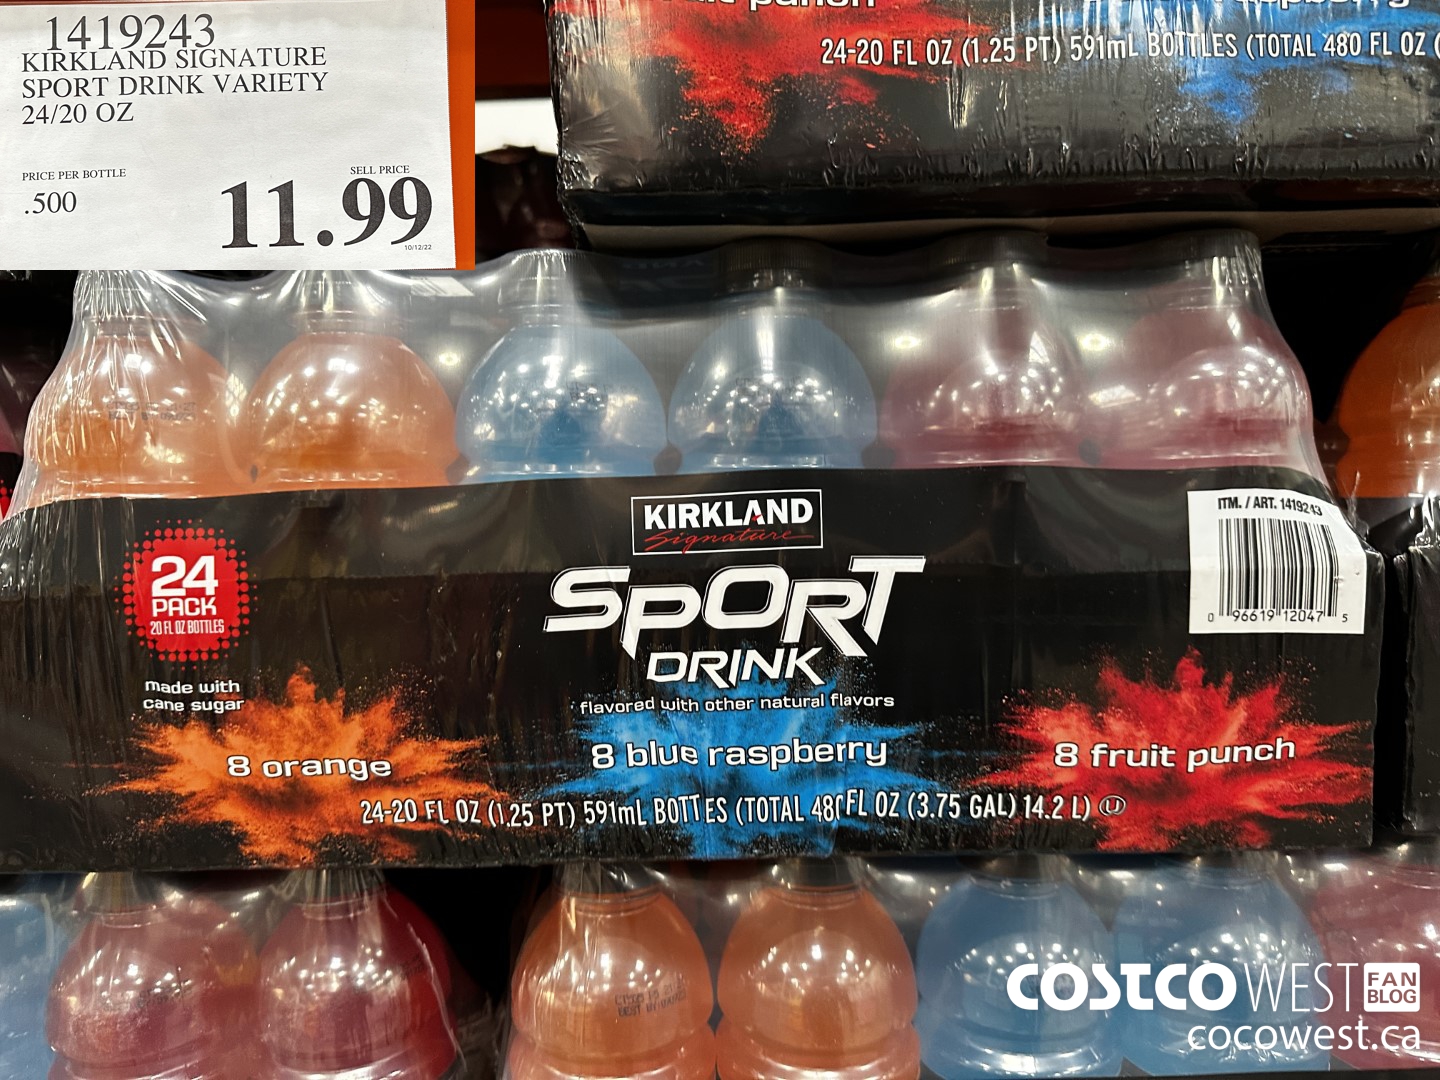 1419243
KIRKLAND SIGNATURE
SPORT DRINK VARIETY
24/20 OZ
PRICE PER BOTTLE
.500
SELL PRICE
11.99
10/12/22
fruit punch
raspberry
24-20 FL OZ (1.25 PT) 591mL BOTTLES (TOTAL 480 FL OZ (
KIRKLAND
Signature
SPORT
DRINK
flavored with other natural flavors
24
PACK
20 FL OZ BOTTLES
made with
cane sugar
8 orange
8 blue raspberry
8 fruit punch
24-20 FL OZ (1.25 PT) 591mL BOTTLES (TOTAL 480 FL OZ (3.75 GAL) 14.2 L) U
ITM. / ART. 1419243
0 96619 12047 5
COSTCO WEST FAN BLOG
cocowest.ca